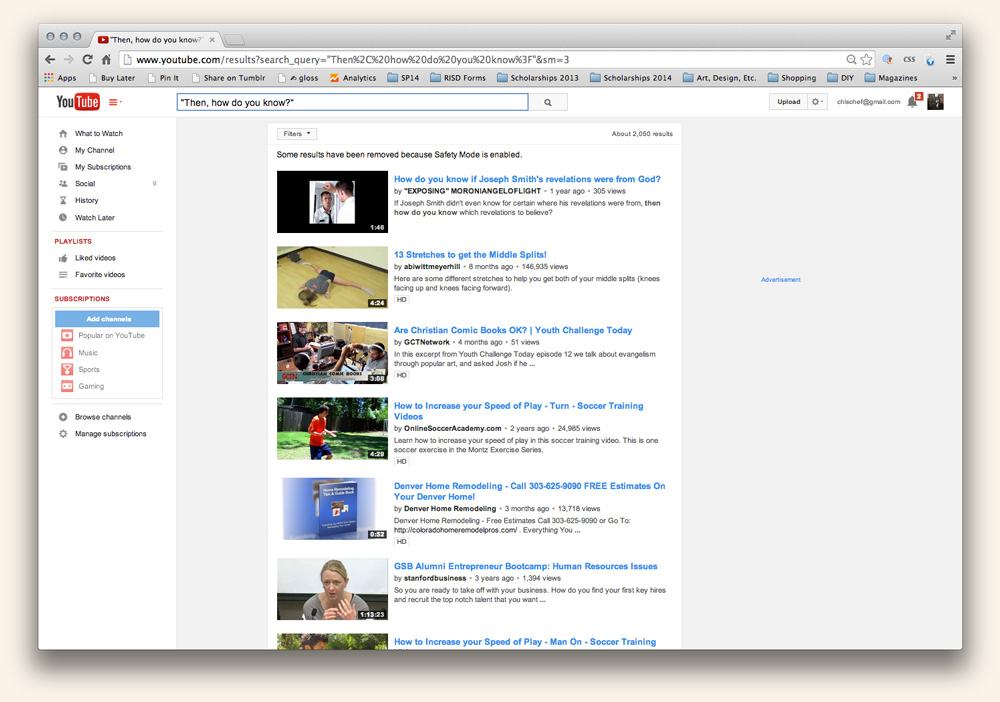 "Then, how do you know?"
www.youtube.com/results?search_query="Then%2C%20how%20do%20you%20know%3F"&sm=3
Apps Buy Later Pin It Share on Tumblr gloss Analytics SP14 RISD Forms Scholarships 2013 Scholarships 2014 Art, Design, Etc. Shopping DIY Magazines »
CSS
YouTube
"Then, how do you know?"
Upload
chlschef@gmail.com
2
What to Watch
My Channel
My Subscriptions
Social 9
History
Watch Later
PLAYLISTS
Liked videos
Favorite videos
SUBSCRIPTIONS
Add channels
Popular on YouTube
Music
Sports
Gaming
Browse channels
Manage subscriptions
Filters
About 2,050 results
Some results have been removed because Safety Mode is enabled.
1:46
How do you know if Joseph Smith's revelations were from God?
by "EXPOSING" MORONIANGELOFLIGHT • 1 year ago • 305 views
If Joseph Smith didn't even know for certain where his revelations were from, then
how do you know which revelations to believe?
4:24
13 Stretches to get the Middle Splits!
by abiwittmeyerhill • 8 months ago • 146,935 views
Here are some different stretches to help you get both of your middle splits (knees
facing up and knees facing forward).
HD
GCTN CHRISTIAN COMIC BOOKS
3:08
Are Christian Comic Books OK? | Youth Challenge Today
by GCTNetwork • 4 months ago • 51 views
In this excerpt from Youth Challenge Today episode 12 we talk about evangelism
through popular art, and asked Josh if he ...
HD
4:29
How to Increase your Speed of Play - Turn - Soccer Training
Videos
by OnlineSoccerAcademy.com • 2 years ago • 24,985 views
Learn how to increase your speed of play in this soccer training video. This is one
soccer exercise in the Montz Exercise Series.
HD
Home Remodeling
Tips & Guide Book
0:52
Denver Home Remodeling - Call 303-625-9090 FREE Estimates On
Your Denver Home!
by Denver Home Remodeling • 3 months ago • 13,718 views
Denver Home Remodeling - Free Estimates Call 303-625-9090 or Go To:
http://coloradohomeremodelpros.com/ . Everything You ...
HD
1:13:23
GSB Alumni Entrepreneur Bootcamp: Human Resources Issues
by stanfordbusiness • 3 years ago • 1,394 views
So you are ready to take off with your business. How do you find your first key hires
and recruit the top notch talent that you want ...
How to Increase your Speed of Play - Man On - Soccer Training
Advertisement